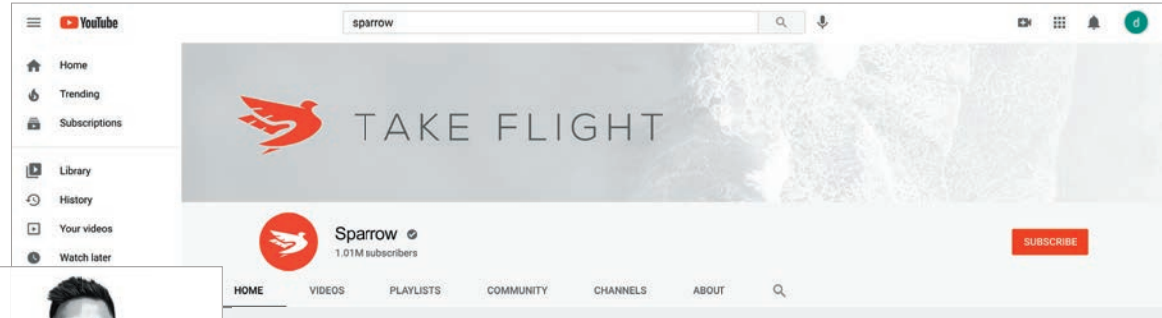 YouTube
sparrow
d
Home
Trending
Subscriptions
Library
History
Your videos
Watch later
TAKE FLIGHT
Sparrow
1.01M subscribers
SUBSCRIBE
HOME VIDEOS PLAYLISTS COMMUNITY CHANNELS ABOUT